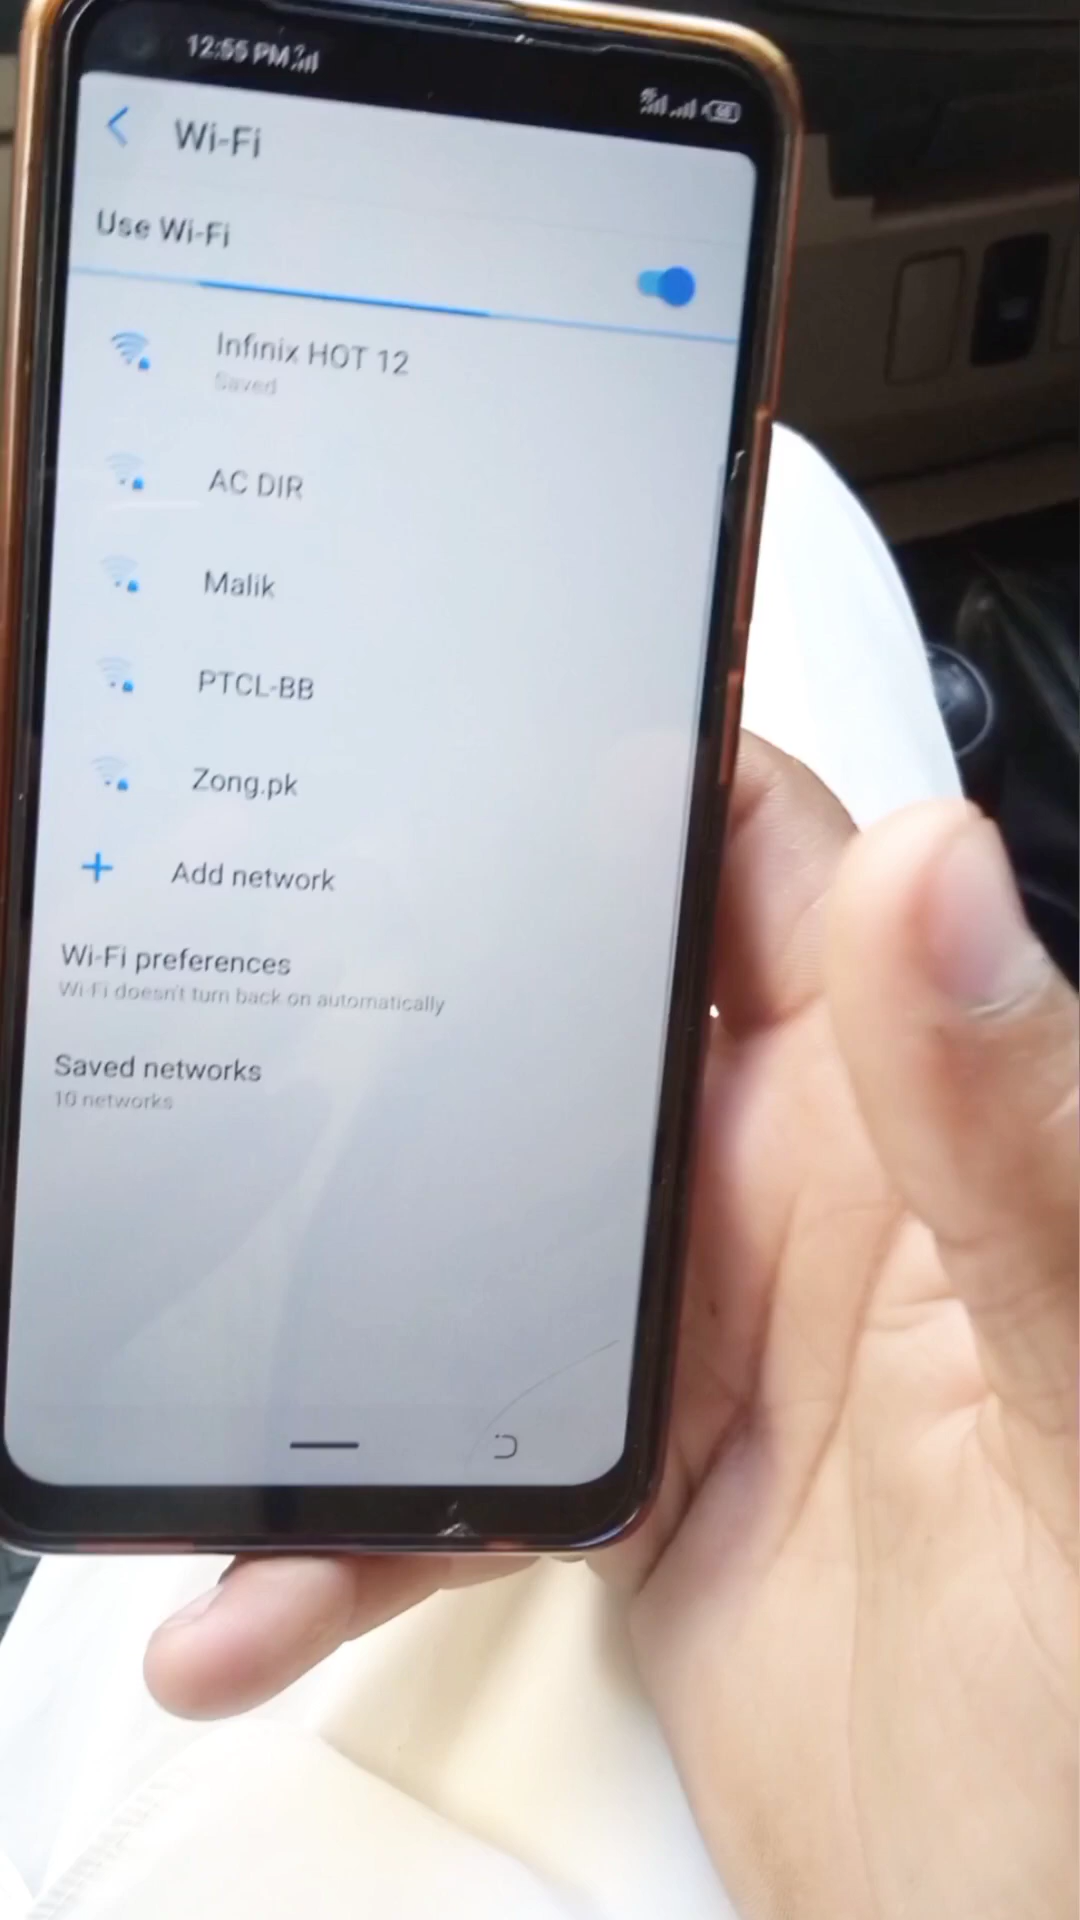 12:55 PM
Wi-Fi
Use Wi-Fi
Infinix HOT 12
Saved
AC DIR
Malik
PTCL-BB
Zong.pk
Add network
Wi-Fi preferences
Wi-Fi doesn't turn back on automatically
Saved networks
10 networks